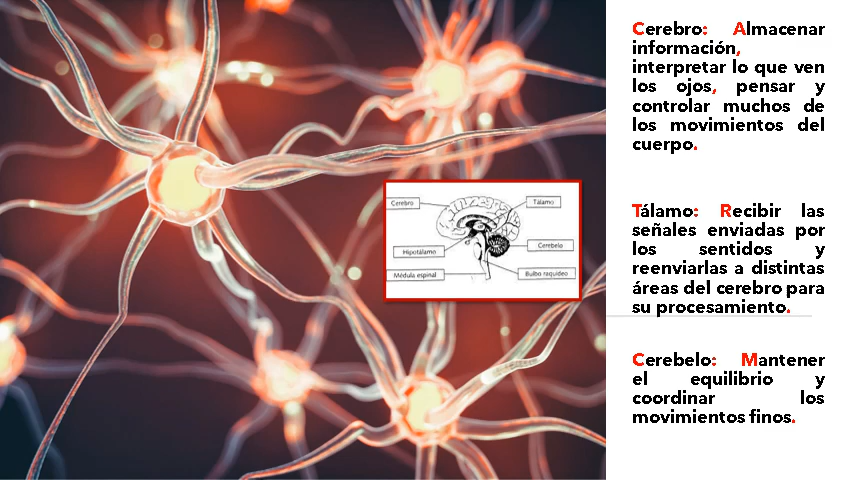 Cerebro: Almacenar
información,
interpretar lo que ven
los ojos, pensar y
controlar muchos de
los movimientos del
cuerpo.
Tálamo: Recibir las
señales enviadas por
los sentidos y
reenviarlas a distintas
áreas del cerebro para
su procesamiento.
Cerebelo: Mantener
el equilibrio y
coordinar los
movimientos finos.
Cerebro
Tálamo
Hipotálamo
Cerebelo
Médula espinal
Bulbo raquídeo